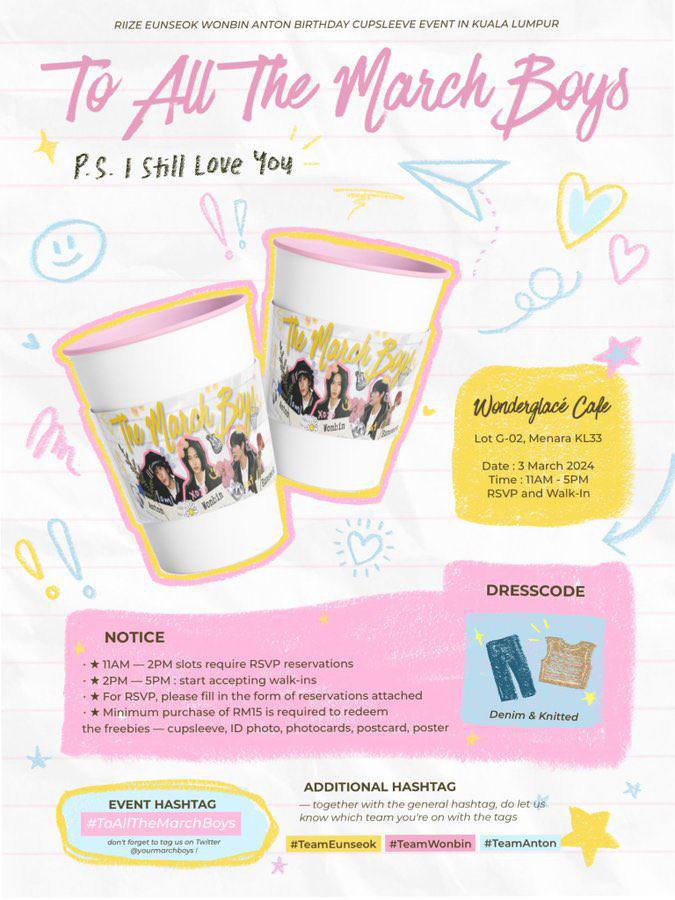 RIIZE EUNSEOK WONBIN ANTON BIRTHDAY CUPSLEEVE EVENT IN KUALA LUMPUR
To All The March Boys
P.S. I Still Love You
The March Boys
Anton
Wonbin
The March Boys
Anton
Wonbin
Wonderglacé Cafe
Lot G-02, Menara KL33
Date : 3 March 2024
Time : 11AM - 5PM
RSVP and Walk-In
DRESSCODE
Denim & Knitted
NOTICE
· ★ 11AM — 2PM slots require RSVP reservations
· ★ 2PM — 5PM : start accepting walk-ins
· ★ For RSVP, please fill in the form of reservations attached
· ★ Minimum purchase of RM15 is required to redeem
the freebies — cupsleeve, ID photo, photocards, postcard, poster
EVENT HASHTAG
#ToAllTheMarchBoys
don't forget to tag us on Twitter
@yourmarchboys !
ADDITIONAL HASHTAG
— together with the general hashtag, do let us
know which team you're on with the tags
#TeamEunseok #TeamWonbin #TeamAnton